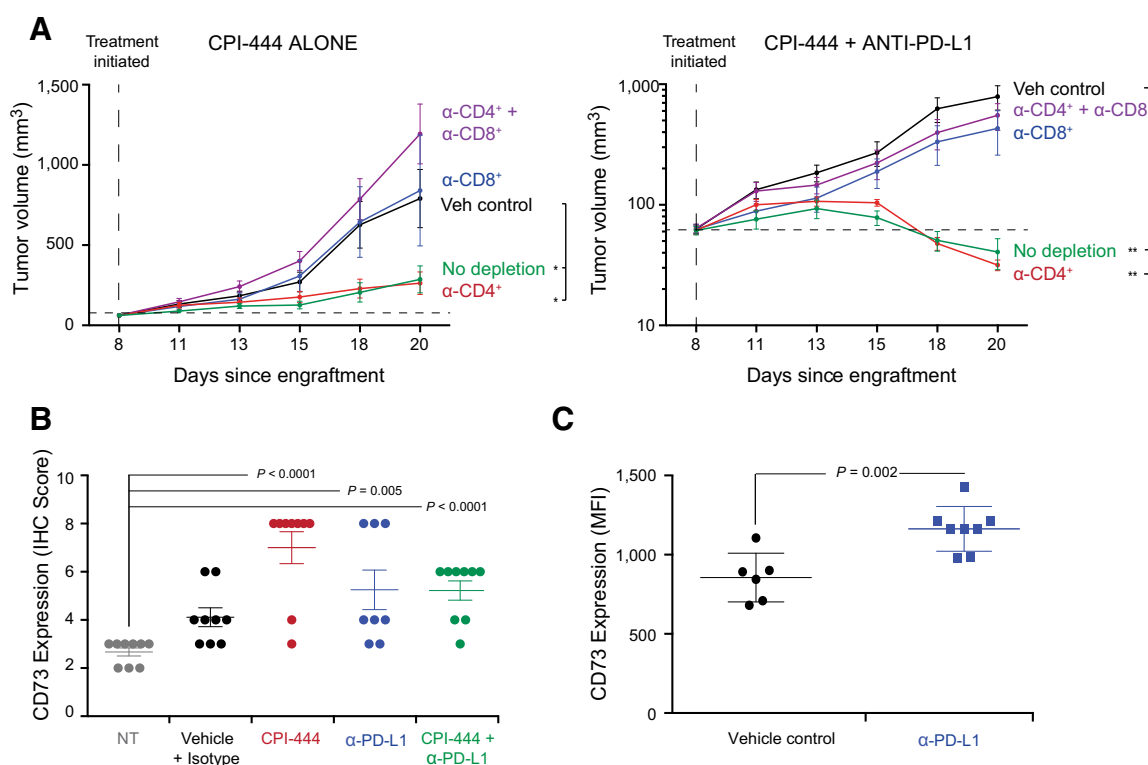 A
Treatment
initiated
CPI-444 ALONE
Tumor volume (mm³)
1,500
1,000
500
0
8 11 13 15 18 20
Days since engraftment
α-CD4⁺ +
α-CD8⁺
α-CD8⁺
Veh control
No depletion
α-CD4⁺
*
*
Treatment
initiated
CPI-444 + ANTI-PD-L1
Tumor volume (mm³)
1,000
100
10
8 11 13 15 18 20
Days since engraftment
Veh control
α-CD4⁺ + α-CD8
α-CD8⁺
No depletion
α-CD4⁺
**
**
B
CD73 Expression (IHC Score)
10
8
6
4
2
0
P < 0.0001
P = 0.005
P < 0.0001
NT
Vehicle
+ Isotype
CPI-444
α-PD-L1
CPI-444 +
α-PD-L1
C
CD73 Expression (MFI)
1,500
1,000
500
0
P = 0.002
Vehicle control
α-PD-L1